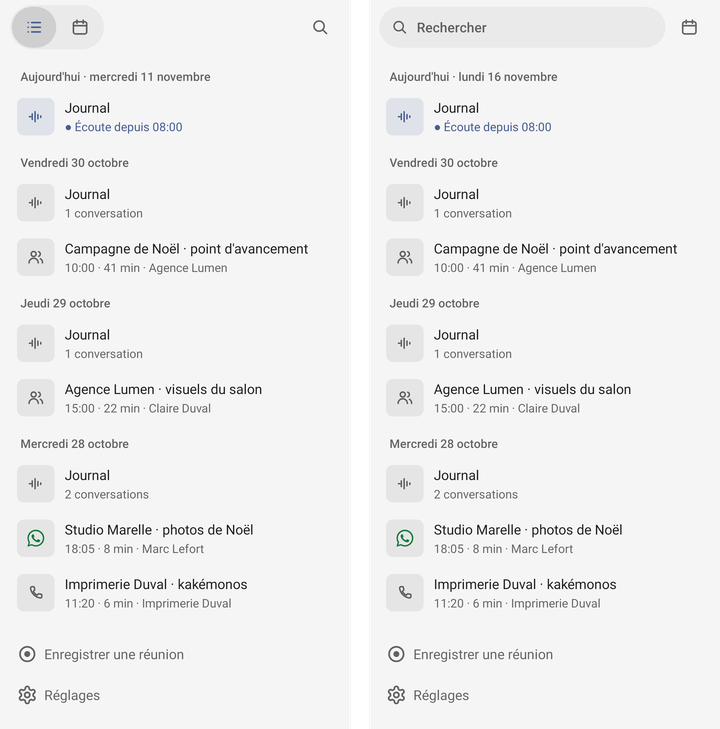 Aujourd'hui · mercredi 11 novembre
Journal
● Écoute depuis 08:00
Vendredi 30 octobre
Journal
1 conversation
Campagne de Noël · point d'avancement
10:00 · 41 min · Agence Lumen
Jeudi 29 octobre
Journal
1 conversation
Agence Lumen · visuels du salon
15:00 · 22 min · Claire Duval
Mercredi 28 octobre
Journal
2 conversations
Studio Marelle · photos de Noël
18:05 · 8 min · Marc Lefort
Imprimerie Duval · kakémonos
11:20 · 6 min · Imprimerie Duval
Enregistrer une réunion
Réglages
Rechercher
Aujourd'hui · lundi 16 novembre
Journal
● Écoute depuis 08:00
Vendredi 30 octobre
Journal
1 conversation
Campagne de Noël · point d'avancement
10:00 · 41 min · Agence Lumen
Jeudi 29 octobre
Journal
1 conversation
Agence Lumen · visuels du salon
15:00 · 22 min · Claire Duval
Mercredi 28 octobre
Journal
2 conversations
Studio Marelle · photos de Noël
18:05 · 8 min · Marc Lefort
Imprimerie Duval · kakémonos
11:20 · 6 min · Imprimerie Duval
Enregistrer une réunion
Réglages